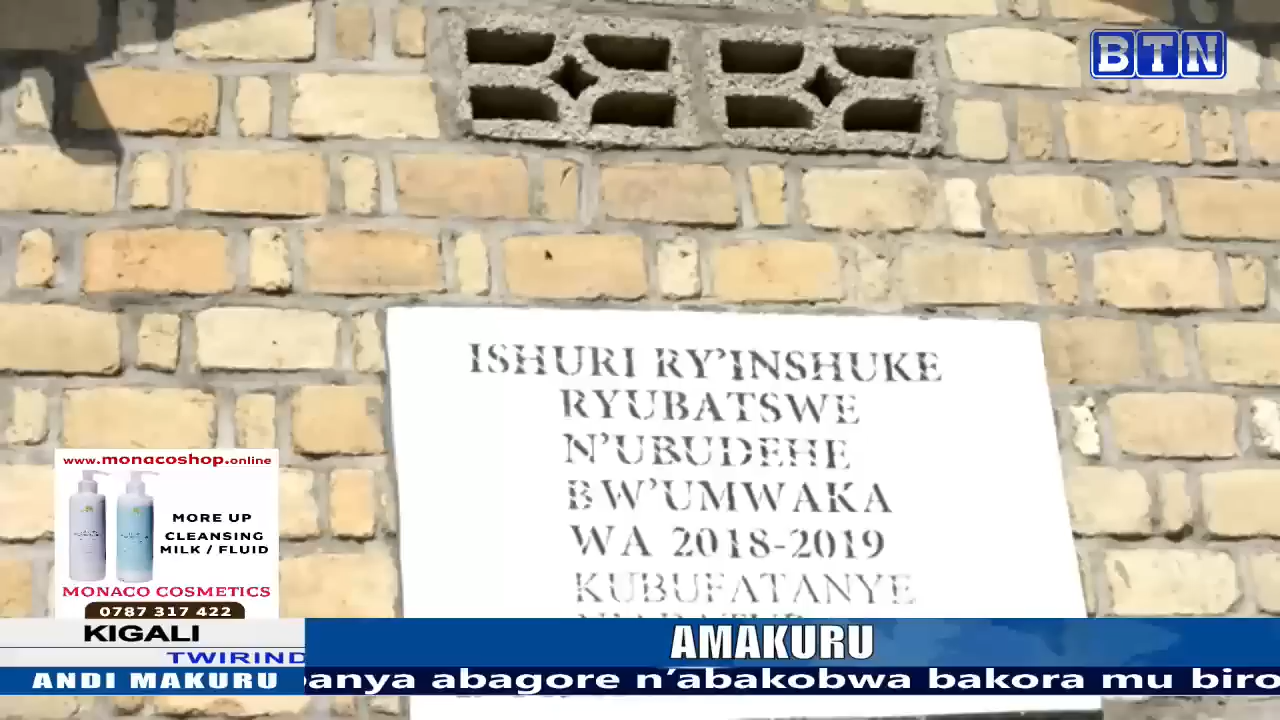 BTN
ISHURI RY'INSHUKE
RYUBATSWE
N'UBUDEHE
BW'UMWAKA
WA 2018-2019
KUBUFATANYE
www.monacoshop.online
MORE UP
CLEANSING
MILK / FLUID
MONACO COSMETICS
0787 317 422
KIGALI
AMAKURU
TWIRIND
ANDI MAKURU
anya abagore n'abakobwa bakora mu biro